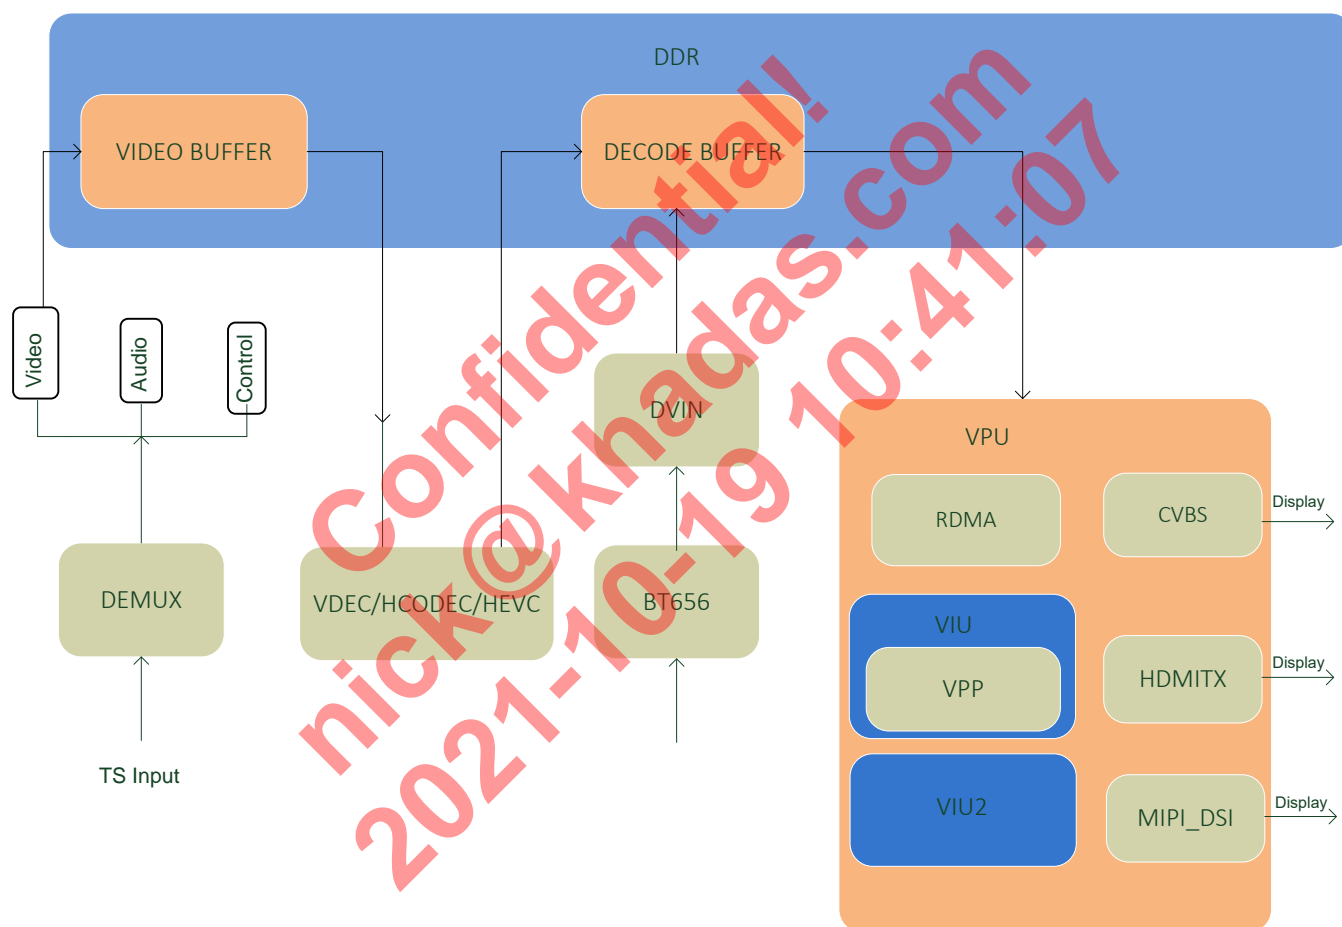 DDR
VIDEO BUFFER
DECODE BUFFER
Video
Audio
Control
DVIN
VPU
RDMA
CVBS
Display
DEMUX
VDEC/HCODEC/HEVC
BT656
VIU
VPP
HDMITX
Display
VIU2
MIPI_DSI
Display
TS Input
Confidential!
nick@khadas.com
2021-10-19 10:41:07